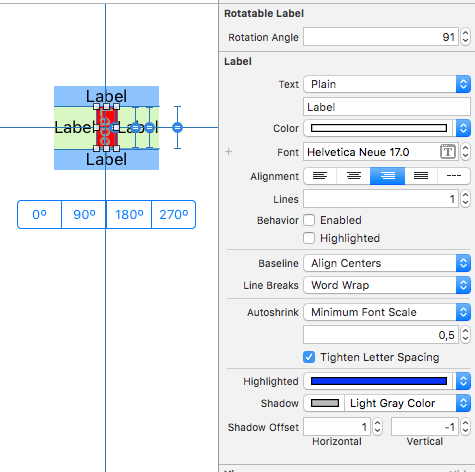 Rotatable Label
Rotation Angle 91
Label
Text Plain
Label
Color
Font Helvetica Neue 17.0
Alignment
Lines 1
Behavior Enabled
Highlighted
Baseline Align Centers
Line Breaks Word Wrap
Autoshrink Minimum Font Scale
0,5
Tighten Letter Spacing
Highlighted
Shadow Light Gray Color
Shadow Offset 1 -1
Horizontal Vertical
Label
Label Label
Label
0º 90º 180º 270º